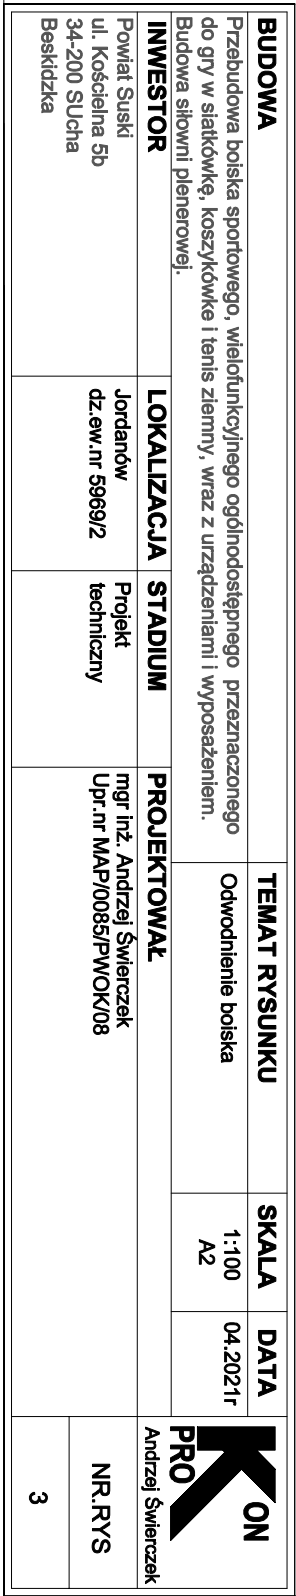 BUDOWA
Przebudowa boiska sportowego, wielofunkcyjnego ogólnodostępnego przeznaczonego
do gry w siatkówkę, koszykówke i tenis ziemny, wraz z urządzeniami i wyposażeniem.
Budowa siłowni plenerowej.
TEMAT RYSUNKU
Odwodnienie boiska
SKALA
1:100
A2
DATA
04.2021r
KON
PRO
Andrzej Świerczek
INWESTOR
Powiat Suski
ul. Kościelna 5b
34-200 SUcha
Beskidzka
LOKALIZACJA
Jordanów
dz.ew.nr 5969/2
STADIUM
Projekt
techniczny
PROJEKTOWAŁ
mgr inż. Andrzej Świerczek
Upr.nr MAP/0085/PWOK/08
NR.RYS
3